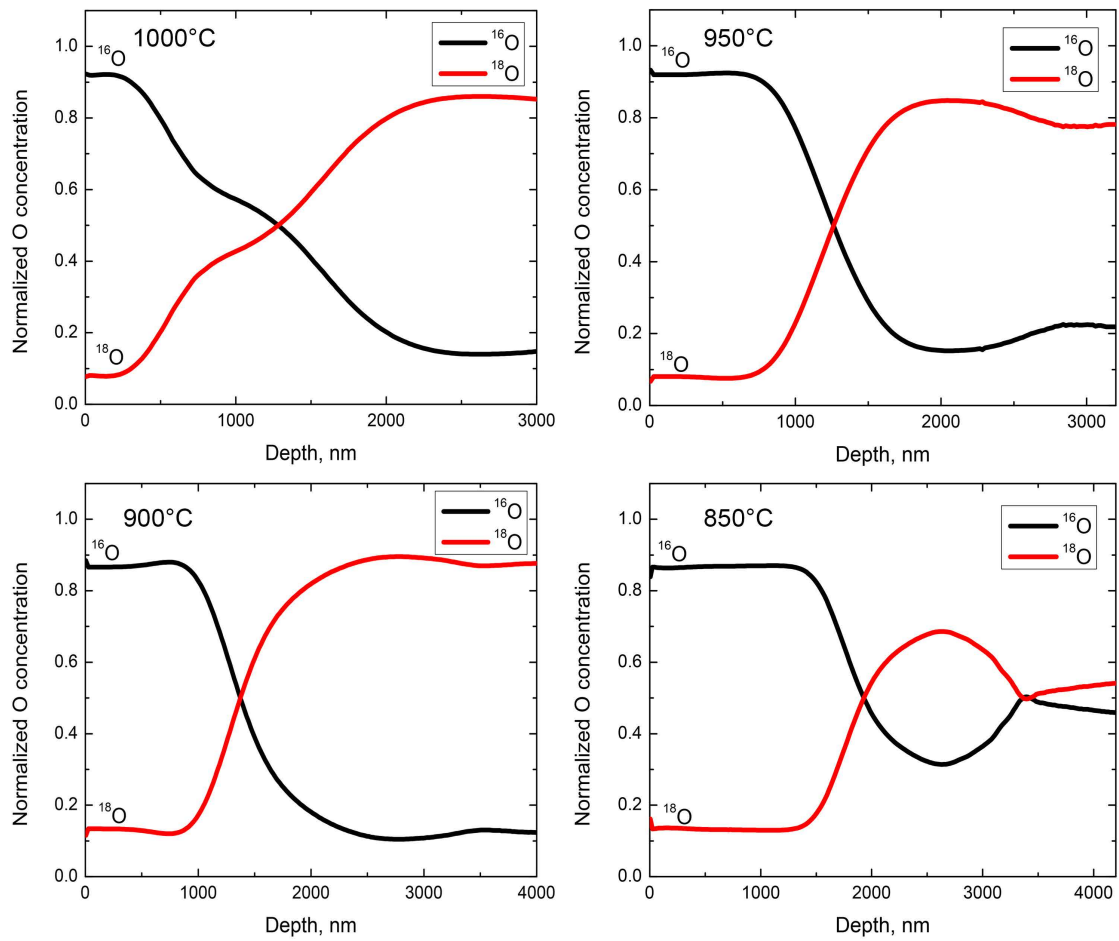 1000°C
¹⁶O
¹⁸O
¹⁶O
¹⁸O
Normalized O concentration
1.0
0.8
0.6
0.4
0.2
0.0
0
1000
2000
3000
Depth, nm
950°C
¹⁶O
¹⁸O
¹⁶O
¹⁸O
Normalized O concentration
1.0
0.8
0.6
0.4
0.2
0.0
0
1000
2000
3000
Depth, nm
900°C
¹⁶O
¹⁸O
¹⁶O
¹⁸O
Normalized O concentration
1.0
0.8
0.6
0.4
0.2
0.0
0
1000
2000
3000
4000
Depth, nm
850°C
¹⁶O
¹⁸O
¹⁶O
¹⁸O
Normalized O concentration
1.0
0.8
0.6
0.4
0.2
0.0
0
1000
2000
3000
4000
Depth, nm